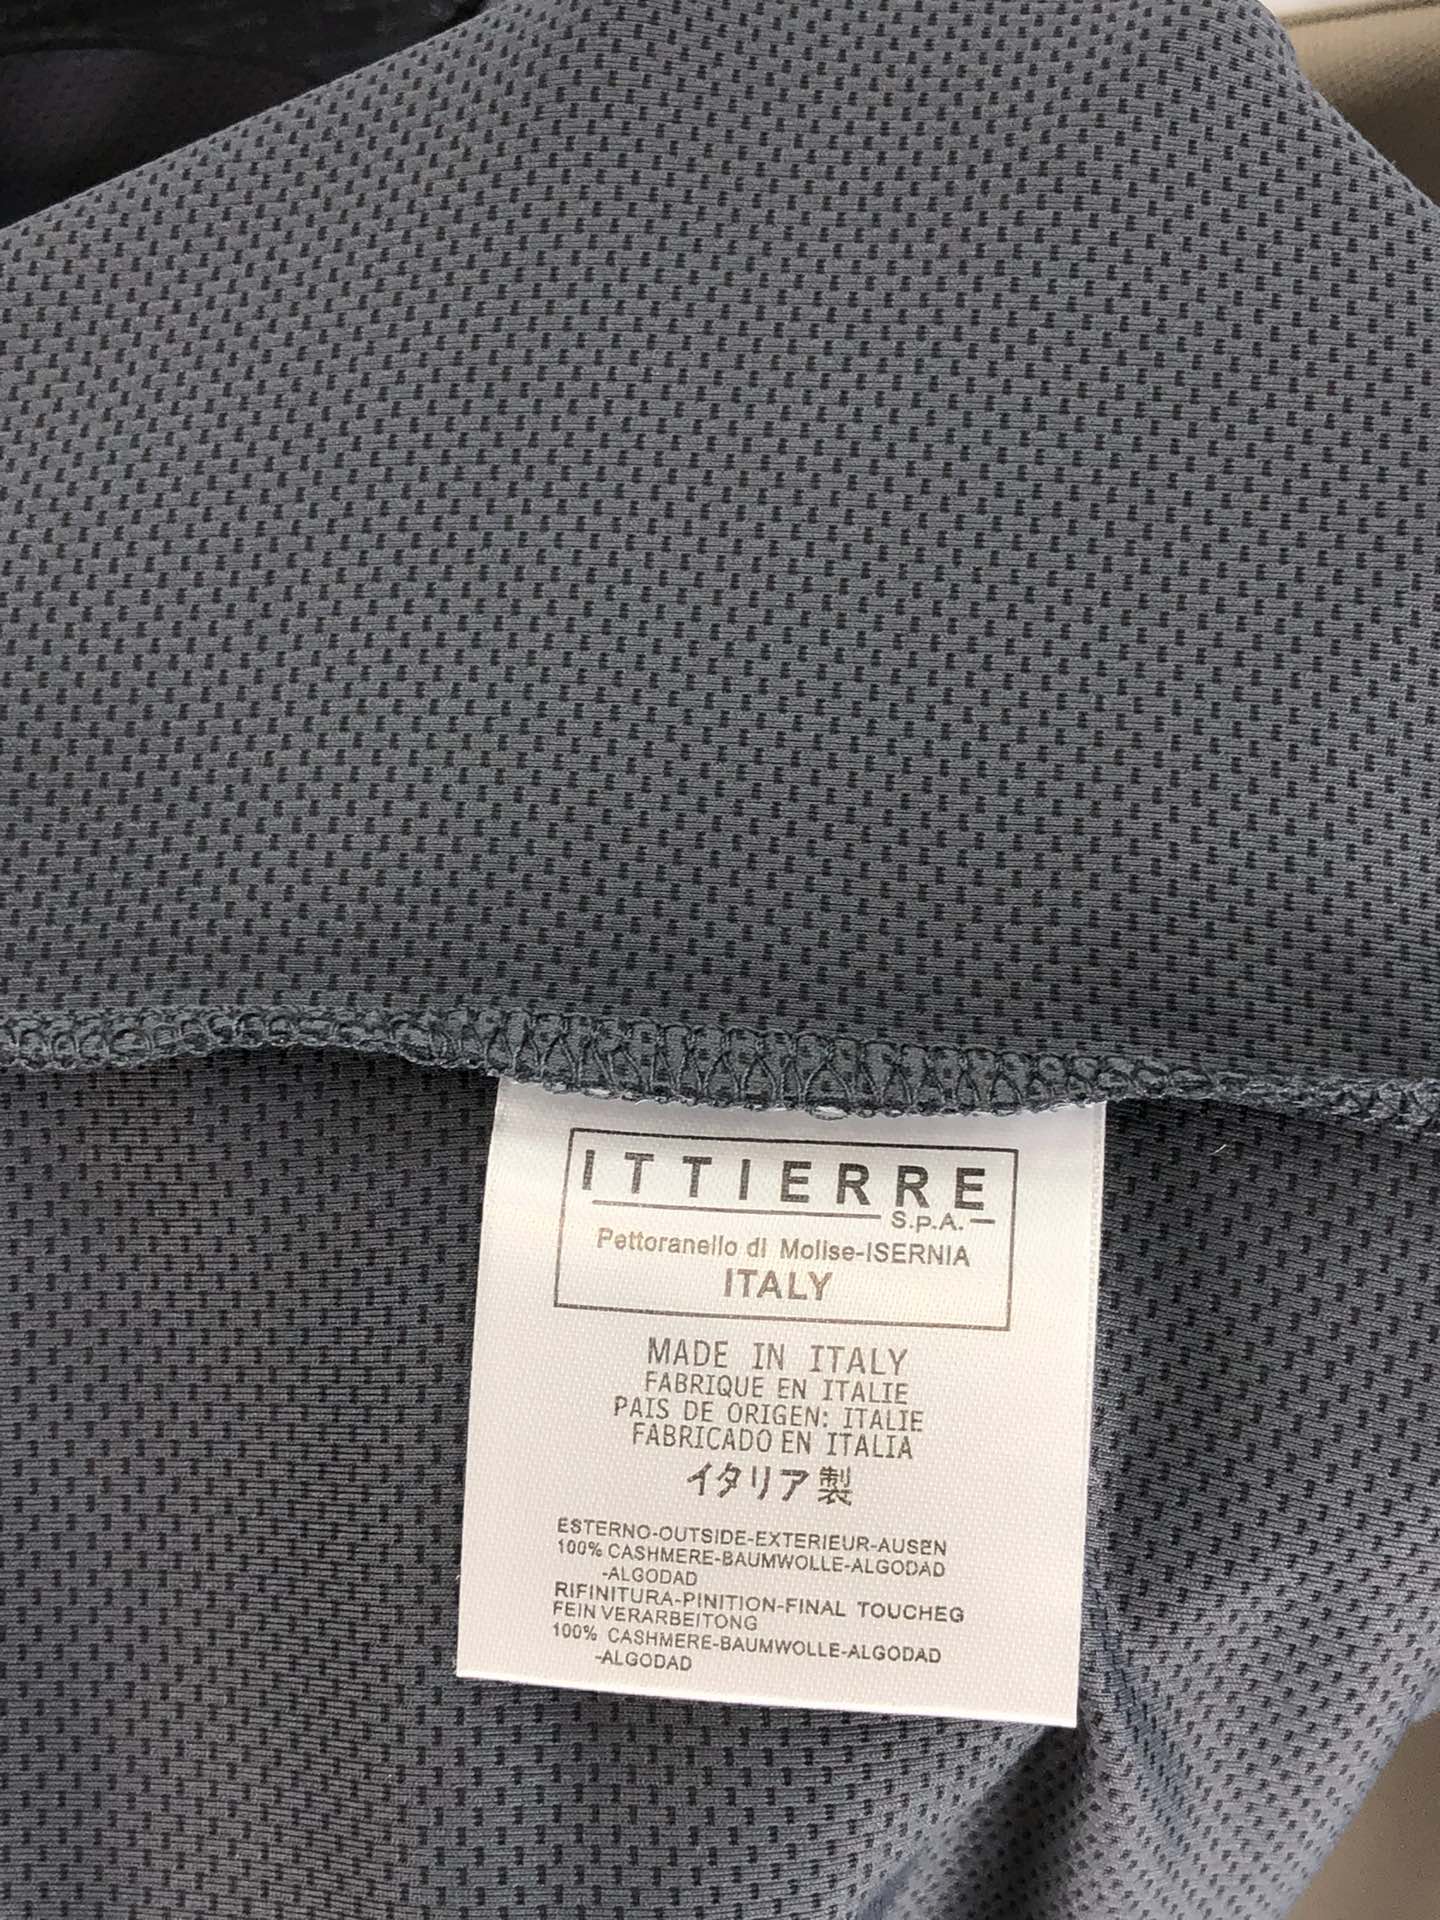 ITTIERRE
S.p.A.
Pettoranello di Molise-ISERNIA
ITALY
MADE IN ITALY
FABRIQUE EN ITALIE
PAIS DE ORIGEN: ITALIE
FABRICADO EN ITALIA
イタリア製
ESTERNO-OUTSIDE-EXTERIEUR-AUSEN
100% CASHMERE-BAUMWOLLE-ALGODAD
-ALGODAD
RIFINITURA-PINITION-FINAL TOUCHEG
FEIN VERARBEITONG
100% CASHMERE-BAUMWOLLE-ALGODAD
-ALGODAD